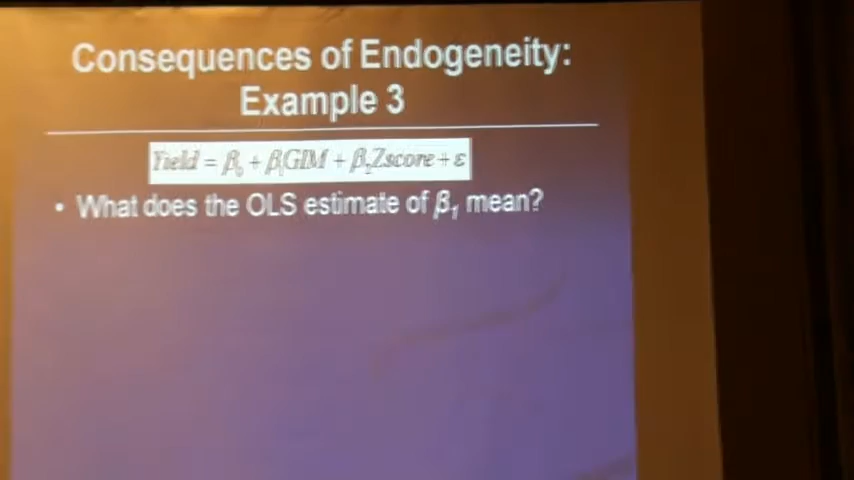 Consequences of Endogeneity:
Example 3
Yield = β₀ + β₁GIM + β₂Zscore + ε
• What does the OLS estimate of β₁ mean?